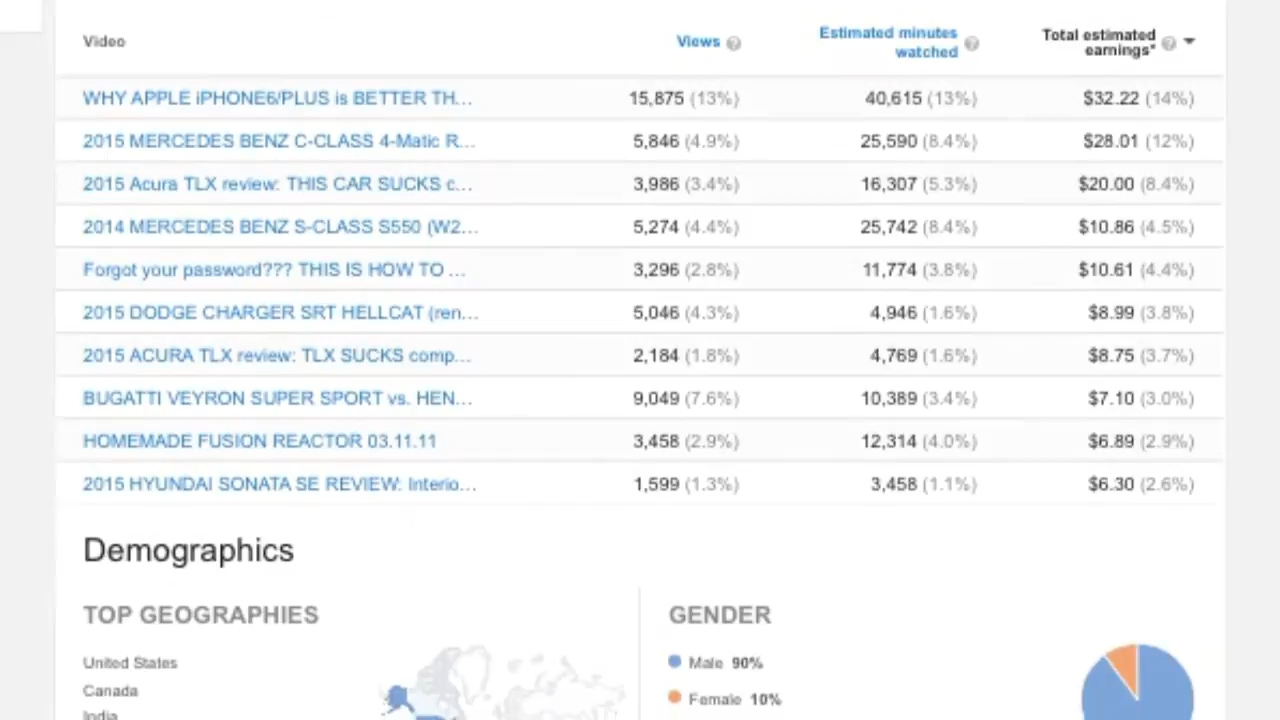 Video Views Estimated minutes watched Total estimated earnings*
WHY APPLE iPHONE6/PLUS is BETTER TH... 15,875 (13%) 40,615 (13%) $32.22 (14%)
2015 MERCEDES BENZ C-CLASS 4-Matic R... 5,846 (4.9%) 25,590 (8.4%) $28.01 (12%)
2015 Acura TLX review: THIS CAR SUCKS c... 3,986 (3.4%) 16,307 (5.3%) $20.00 (8.4%)
2014 MERCEDES BENZ S-CLASS S550 (W2... 5,274 (4.4%) 25,742 (8.4%) $10.86 (4.5%)
Forgot your password??? THIS IS HOW TO ... 3,296 (2.8%) 11,774 (3.8%) $10.61 (4.4%)
2015 DODGE CHARGER SRT HELLCAT (ren... 5,046 (4.3%) 4,946 (1.6%) $8.99 (3.8%)
2015 ACURA TLX review: TLX SUCKS comp... 2,184 (1.8%) 4,769 (1.6%) $8.75 (3.7%)
BUGATTI VEYRON SUPER SPORT vs. HEN... 9,049 (7.6%) 10,389 (3.4%) $7.10 (3.0%)
HOMEMADE FUSION REACTOR 03.11.11 3,458 (2.9%) 12,314 (4.0%) $6.89 (2.9%)
2015 HYUNDAI SONATA SE REVIEW: Interio... 1,599 (1.3%) 3,458 (1.1%) $6.30 (2.6%)
Demographics
TOP GEOGRAPHIES
United States
Canada
India
GENDER
Male 90%
Female 10%